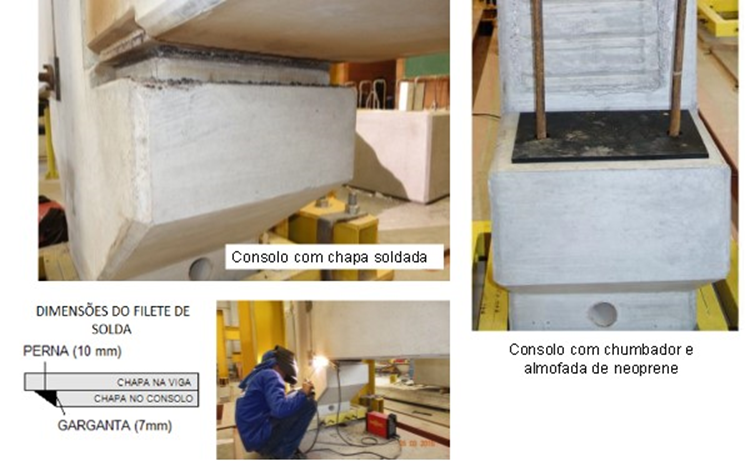 Consolo com chapa soldada
DIMENSÕES DO FILETE DE
SOLDA
PERNA (10 mm)
CHAPA NA VIGA
CHAPA NO CONSOLO
GARGANTA (7mm)
Consolo com chumbador e
almofada de neoprene